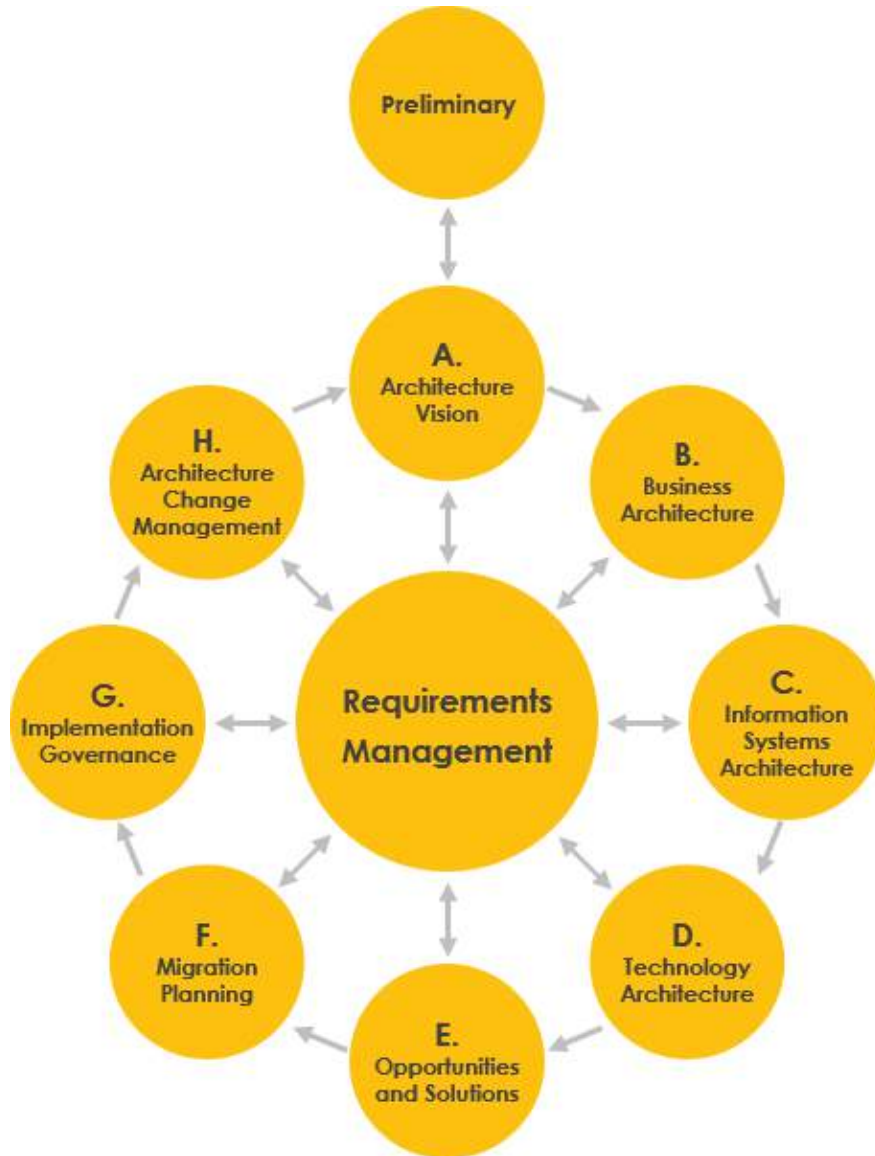 Preliminary
A.
Architecture
Vision
B.
Business
Architecture
C.
Information
Systems
Architecture
D.
Technology
Architecture
E.
Opportunities
and Solutions
F.
Migration
Planning
G.
Implementation
Governance
H.
Architecture
Change
Management
Requirements
Management